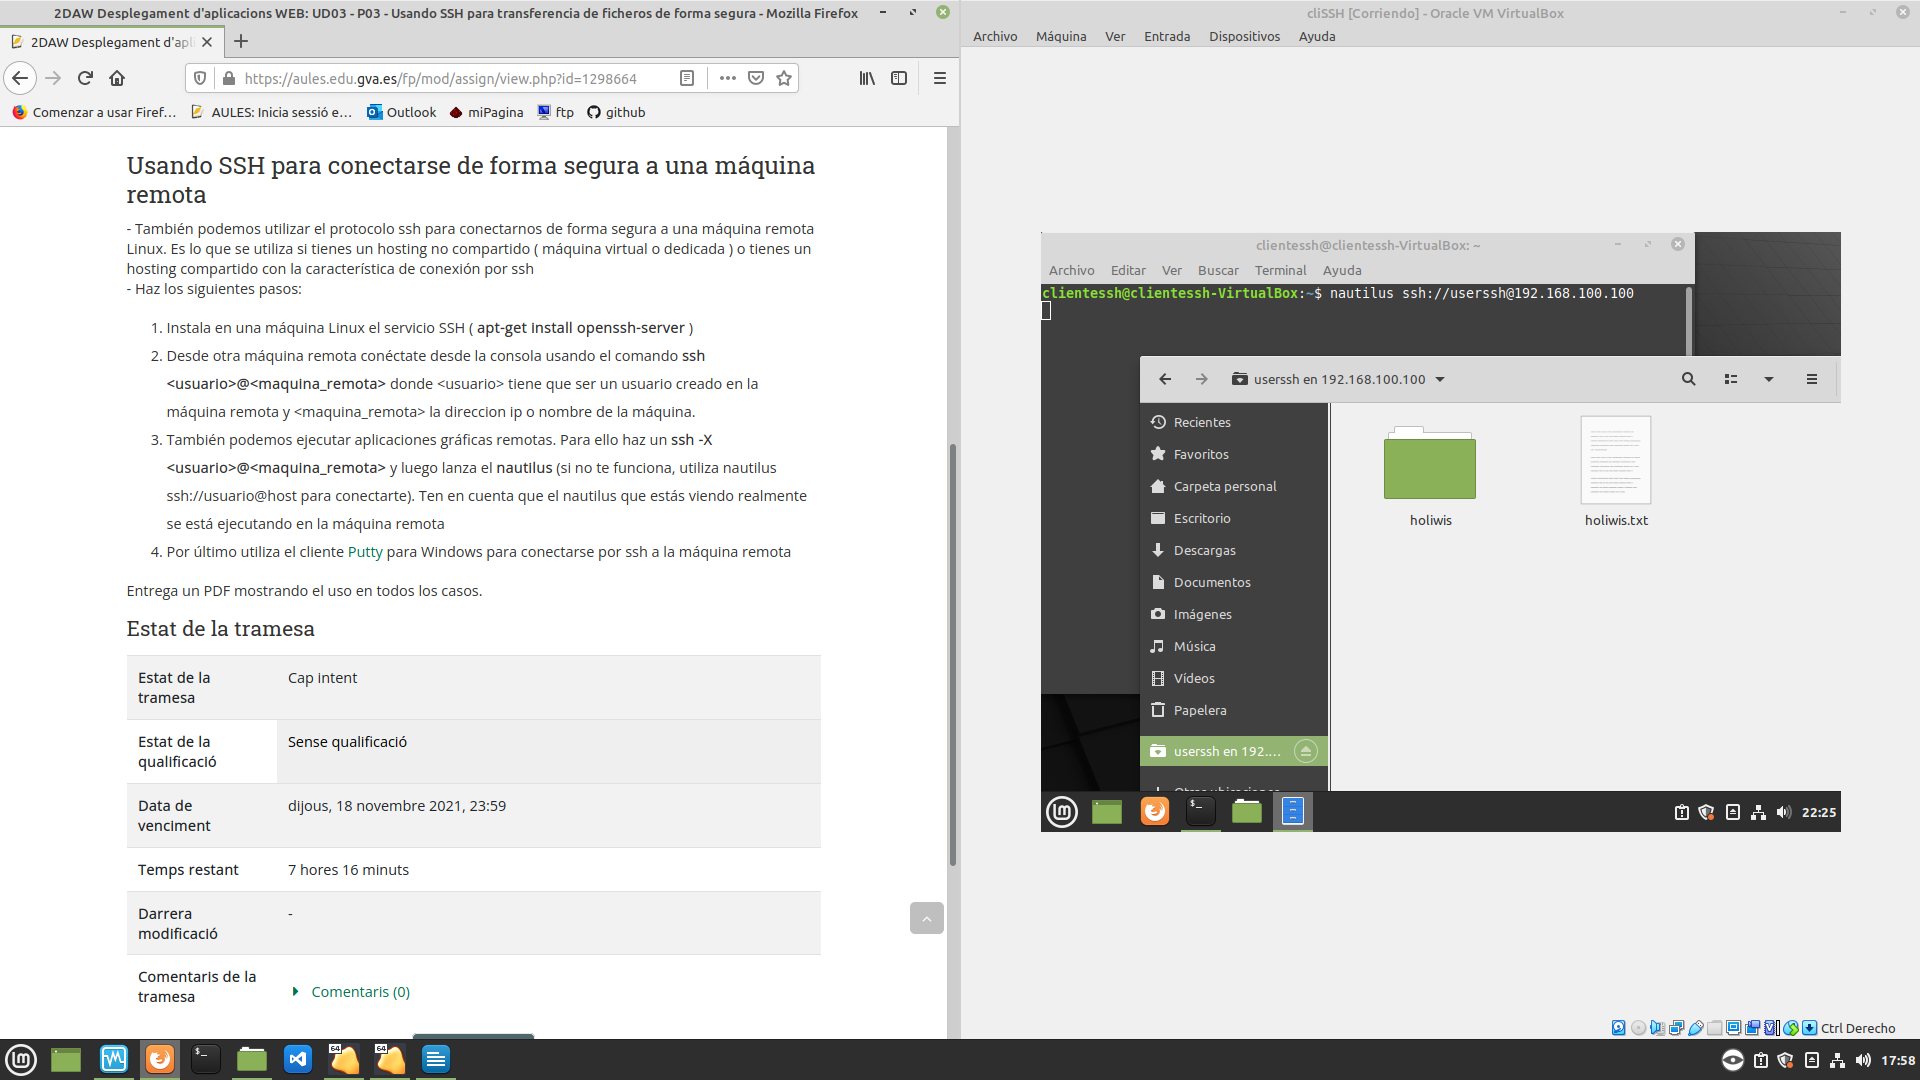 2DAW Desplegament d'aplicacions WEB: UD03 - P03 - Usando SSH para transferencia de ficheros de forma segura - Mozilla Firefox
2DAW Desplegament d'apl
https://aules.edu.gva.es/fp/mod/assign/view.php?id=1298664
Comenzar a usar Firef…
AULES: Inicia sessió e…
Outlook
miPagina
ftp
github
Usando SSH para conectarse de forma segura a una máquina
remota
- También podemos utilizar el protocolo ssh para conectarnos de forma segura a una máquina remota
Linux. Es lo que se utiliza si tienes un hosting no compartido ( máquina virtual o dedicada ) o tienes un
hosting compartido con la característica de conexión por ssh
- Haz los siguientes pasos:
1. Instala en una máquina Linux el servicio SSH ( apt-get install openssh-server )
2. Desde otra máquina remota conéctate desde la consola usando el comando ssh
<usuario>@<maquina_remota> donde <usuario> tiene que ser un usuario creado en la
máquina remota y <maquina_remota> la direccion ip o nombre de la máquina.
3. También podemos ejecutar aplicaciones gráficas remotas. Para ello haz un ssh -X
<usuario>@<maquina_remota> y luego lanza el nautilus (si no te funciona, utiliza nautilus
ssh://usuario@host para conectarte). Ten en cuenta que el nautilus que estás viendo realmente
se está ejecutando en la máquina remota
4. Por último utiliza el cliente Putty para Windows para conectarse por ssh a la máquina remota
Entrega un PDF mostrando el uso en todos los casos.
Estat de la tramesa
Estat de la
tramesa
Cap intent
Estat de la
qualificació
Sense qualificació
Data de
venciment
dijous, 18 novembre 2021, 23:59
Temps restant
7 hores 16 minuts
Darrera
modificació
-
Comentaris de la
tramesa
Comentaris (0)
cliSSH [Corriendo] - Oracle VM VirtualBox
Archivo Máquina Ver Entrada Dispositivos Ayuda
clientessh@clientessh-VirtualBox: ~
Archivo Editar Ver Buscar Terminal Ayuda
clientessh@clientessh-VirtualBox:~$ nautilus ssh://userssh@192.168.100.100
userssh en 192.168.100.100
Recientes
Favoritos
Carpeta personal
Escritorio
Descargas
Documentos
Imágenes
Música
Vídeos
Papelera
userssh en 192.…
holiwis
holiwis.txt
22:25
Ctrl Derecho
64
64
17:58